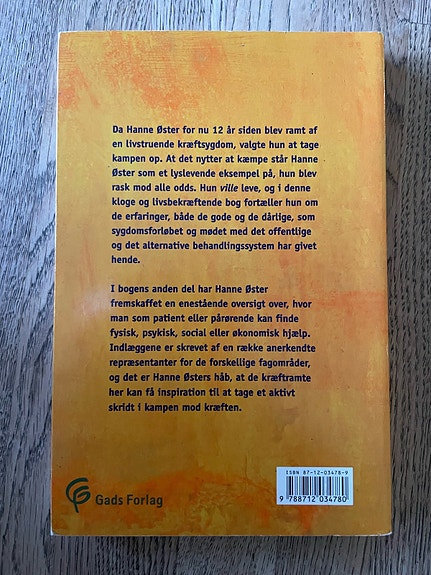 Da Hanne Øster for nu 12 år siden blev ramt af
en livstruende kræftsygdom, valgte hun at tage
kampen op. At det nytter at kæmpe står Hanne
Øster som et lyslevende eksempel på, hun blev
rask mod alle odds. Hun ville leve, og i denne
kloge og livsbekræftende bog fortæller hun om
de erfaringer, både de gode og de dårlige, som
sygdomsforløbet og mødet med det offentlige
og det alternative behandlingssystem har givet
hende.
I bogens anden del har Hanne Øster
fremskaffet en enestående oversigt over, hvor
man som patient eller pårørende kan finde
fysisk, psykisk, social eller økonomisk hjælp.
Indlæggene er skrevet af en række anerkendte
repræsentanter for de forskellige fagområder,
og det er Hanne Østers håb, at de kræftramte
her kan få inspiration til at tage et aktivt
skridt i kampen mod kræften.
ISBN 87-12-03478-9
9 788712 034780
Gads Forlag